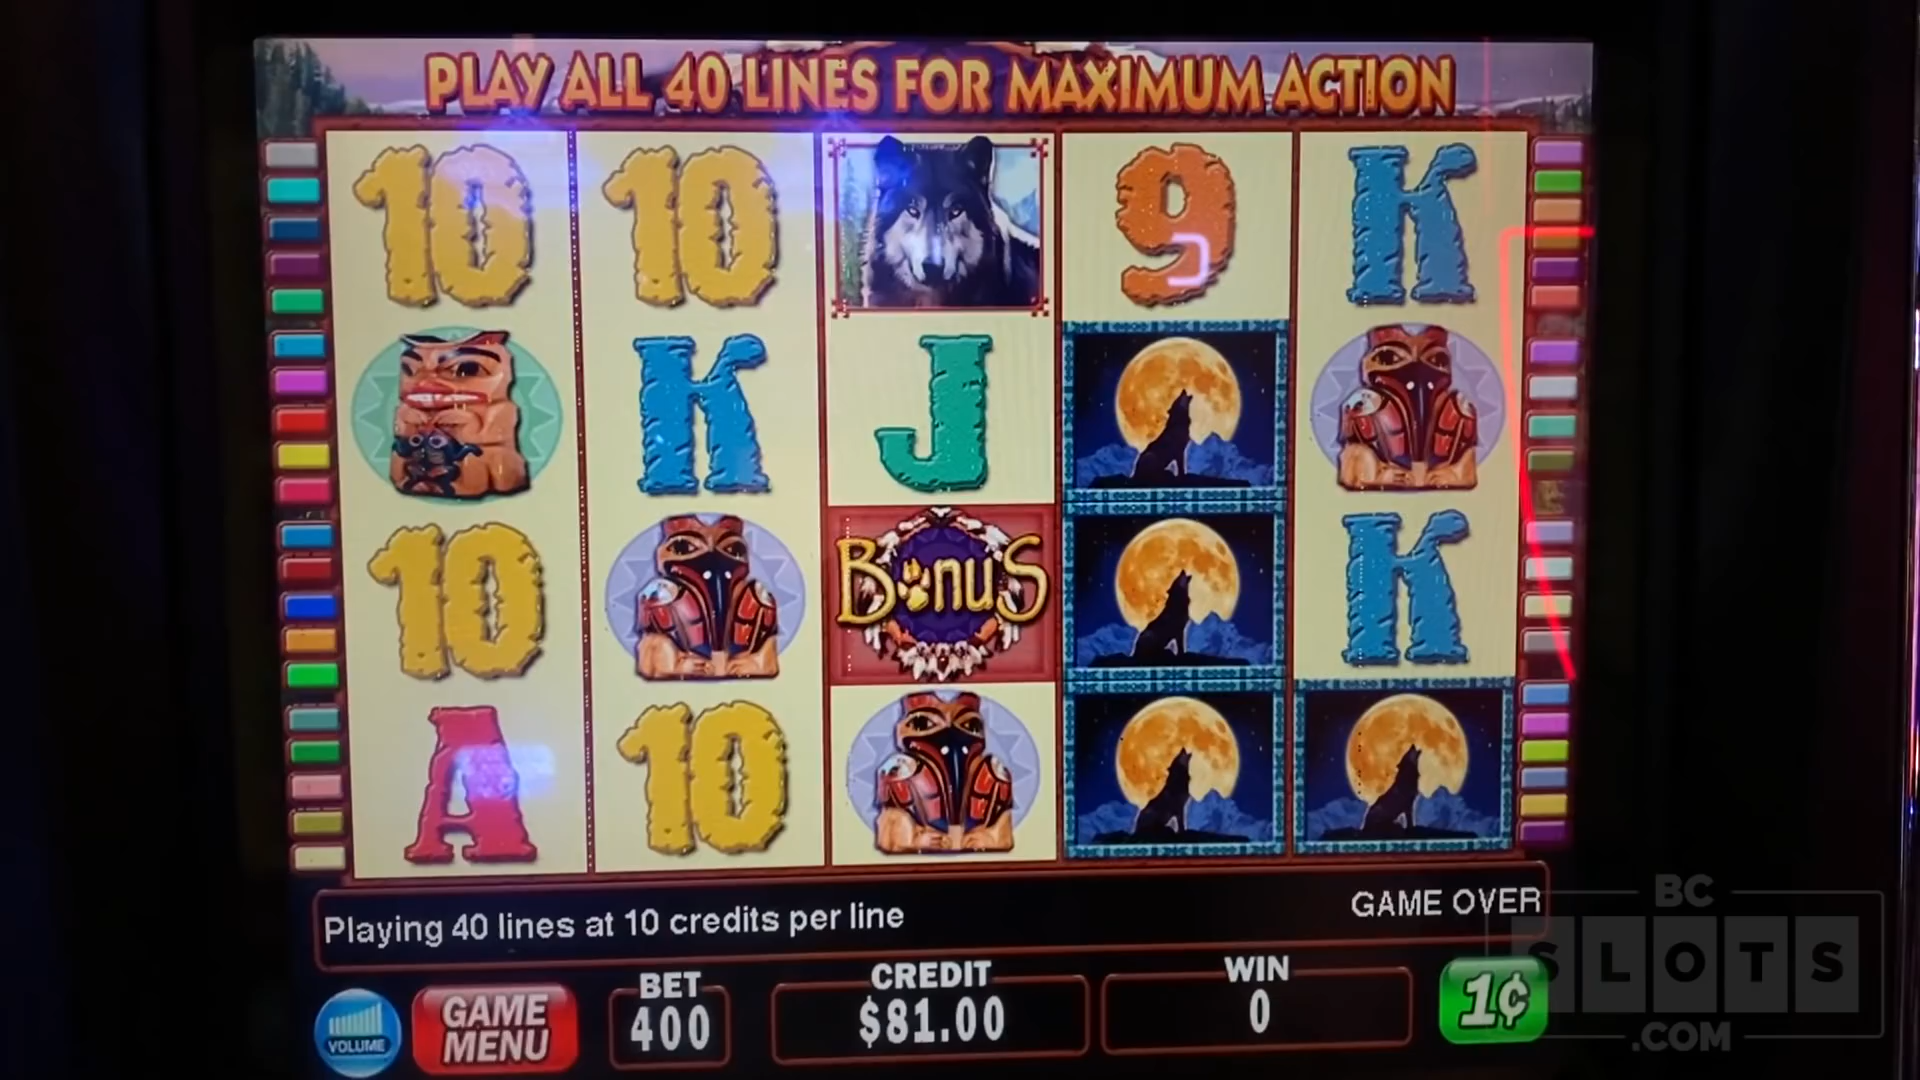 PLAY ALL 40 LINES FOR MAXIMUM ACTION
10 10 9 K
K J
10 BONUS K
A 10
Playing 40 lines at 10 credits per line
GAME OVER
VOLUME
GAME MENU
BET
400
CREDIT
$81.00
WIN
0
1¢
BC
SLOTS
.COM